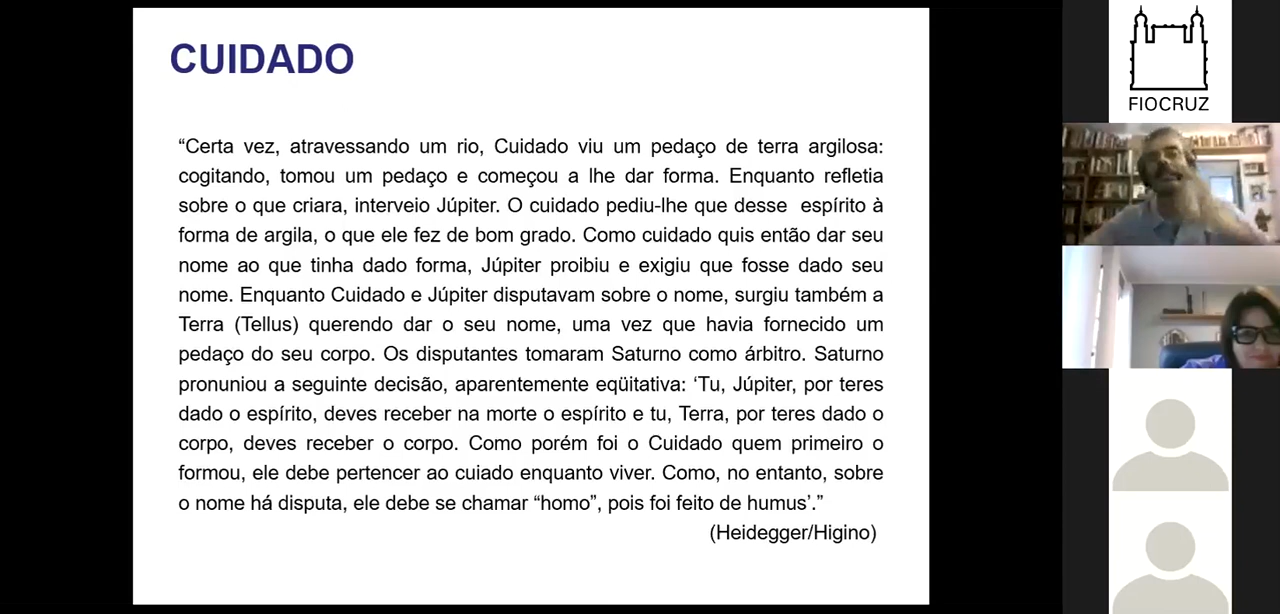 CUIDADO
“Certa vez, atravessando um rio, Cuidado viu um pedaço de terra argilosa:
cogitando, tomou um pedaço e começou a lhe dar forma. Enquanto refletia
sobre o que criara, interveio Júpiter. O cuidado pediu-lhe que desse espírito à
forma de argila, o que ele fez de bom grado. Como cuidado quis então dar seu
nome ao que tinha dado forma, Júpiter proibiu e exigiu que fosse dado seu
nome. Enquanto Cuidado e Júpiter disputavam sobre o nome, surgiu também a
Terra (Tellus) querendo dar o seu nome, uma vez que havia fornecido um
pedaço do seu corpo. Os disputantes tomaram Saturno como árbitro. Saturno
pronuniou a seguinte decisão, aparentemente eqüitativa: ‘Tu, Júpiter, por teres
dado o espírito, deves receber na morte o espírito e tu, Terra, por teres dado o
corpo, deves receber o corpo. Como porém foi o Cuidado quem primeiro o
formou, ele debe pertencer ao cuiado enquanto viver. Como, no entanto, sobre
o nome há disputa, ele debe se chamar “homo”, pois foi feito de humus’.”
(Heidegger/Higino)
FIOCRUZ